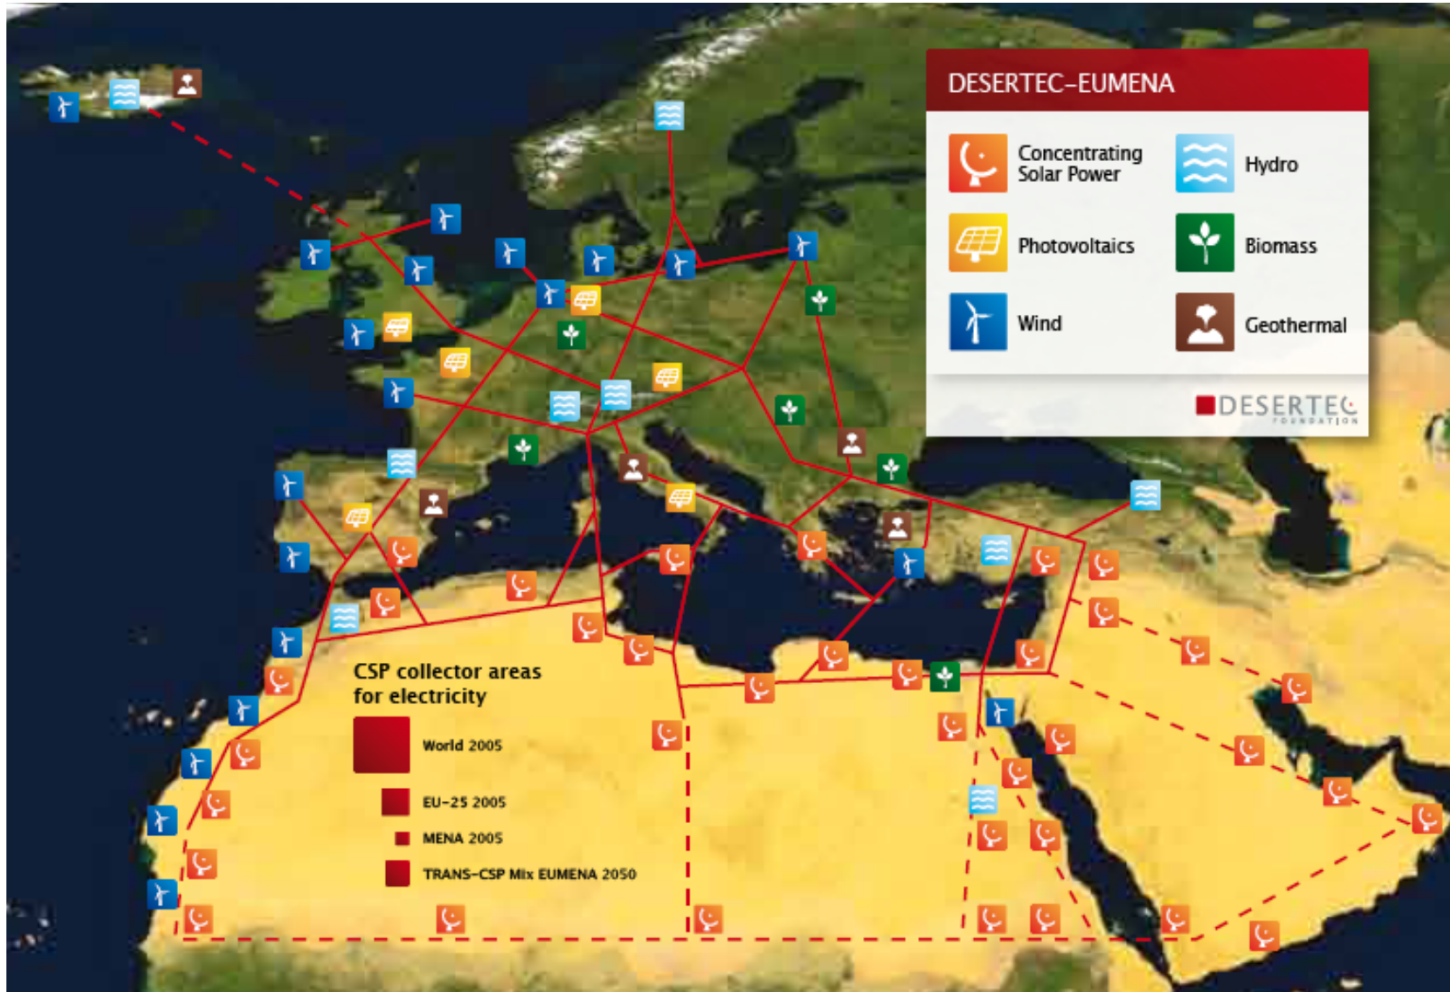 DESERTEC–EUMENA
Concentrating
Solar Power
Hydro
Photovoltaics
Biomass
Wind
Geothermal
DESERTEC
FOUNDATION
CSP collector areas
for electricity
World 2005
EU–25 2005
MENA 2005
TRANS–CSP Mix EUMENA 2050